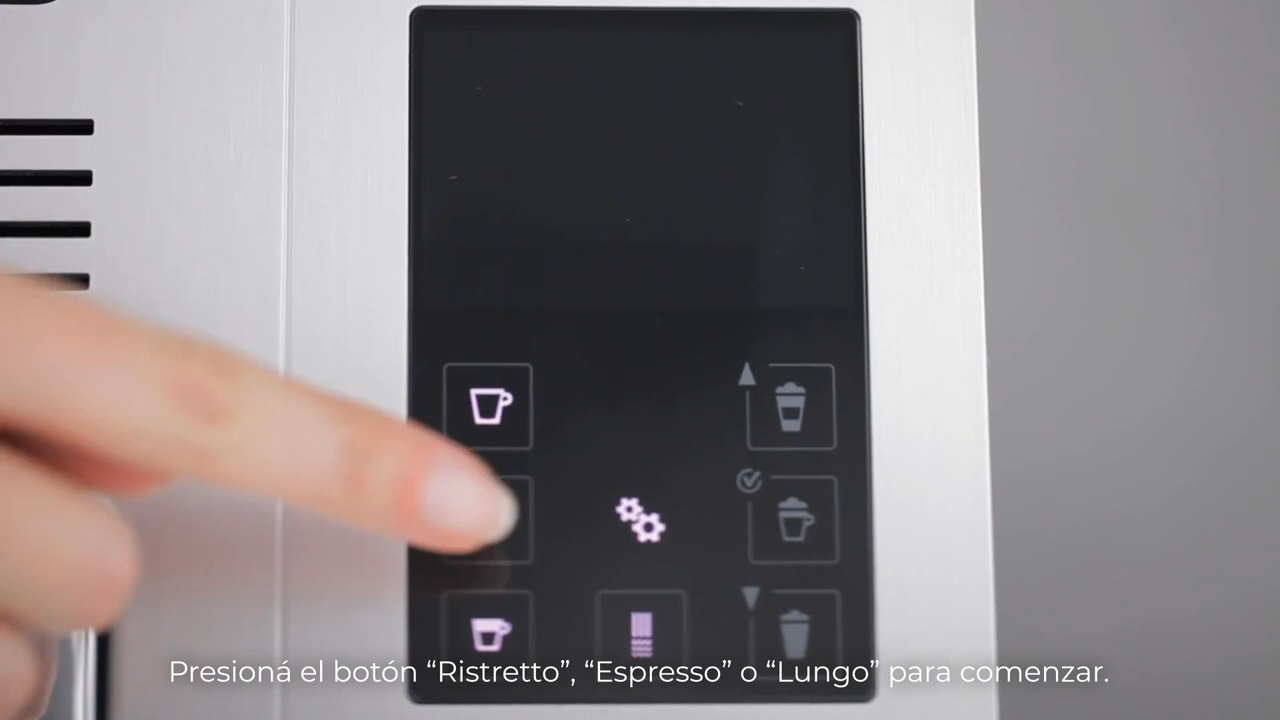 Presioná el botón “Ristretto”, “Espresso” o “Lungo” para comenzar.